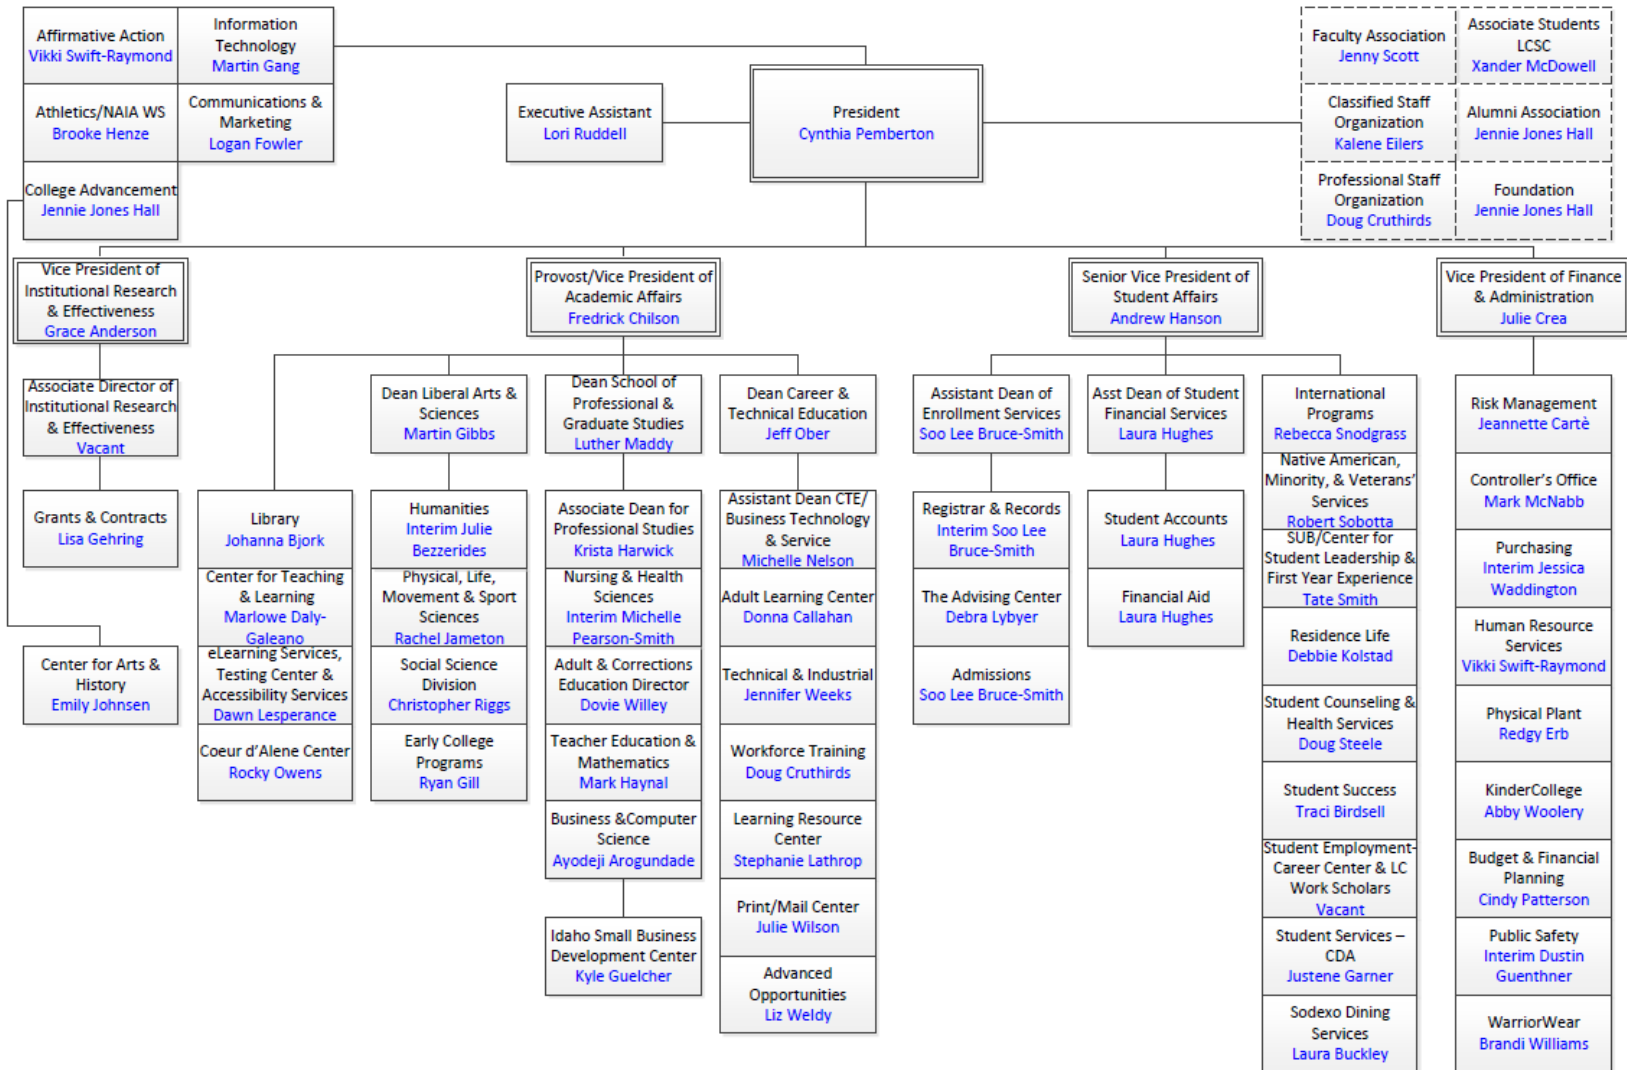 Affirmative Action
Vikki Swift-Raymond
Information
Technology
Martin Gang
Athletics/NAIA WS
Brooke Henze
Communications &
Marketing
Logan Fowler
College Advancement
Jennie Jones Hall
Executive Assistant
Lori Ruddell
President
Cynthia Pemberton
Faculty Association
Jenny Scott
Associate Students
LCSC
Xander McDowell
Classified Staff
Organization
Kalene Eilers
Alumni Association
Jennie Jones Hall
Professional Staff
Organization
Doug Cruthirds
Foundation
Jennie Jones Hall
Vice President of
Institutional Research
& Effectiveness
Grace Anderson
Provost/Vice President of
Academic Affairs
Fredrick Chilson
Senior Vice President of
Student Affairs
Andrew Hanson
Vice President of Finance
& Administration
Julie Crea
Associate Director of
Institutional Research
& Effectiveness
Vacant
Grants & Contracts
Lisa Gehring
Center for Arts &
History
Emily Johnsen
Library
Johanna Bjork
Center for Teaching
& Learning
Marlowe Daly-
Galeano
eLearning Services,
Testing Center &
Accessibility Services
Dawn Lesperance
Coeur d'Alene Center
Rocky Owens
Dean Liberal Arts &
Sciences
Martin Gibbs
Humanities
Interim Julie
Bezzerides
Physical, Life,
Movement & Sport
Sciences
Rachel Jameton
Social Science
Division
Christopher Riggs
Early College
Programs
Ryan Gill
Dean School of
Professional &
Graduate Studies
Luther Maddy
Associate Dean for
Professional Studies
Krista Harwick
Nursing & Health
Sciences
Interim Michelle
Pearson-Smith
Adult & Corrections
Education Director
Dovie Willey
Teacher Education &
Mathematics
Mark Haynal
Business &Computer
Science
Ayodeji Arogundade
Idaho Small Business
Development Center
Kyle Guelcher
Dean Career &
Technical Education
Jeff Ober
Assistant Dean CTE/
Business Technology
& Service
Michelle Nelson
Adult Learning Center
Donna Callahan
Technical & Industrial
Jennifer Weeks
Workforce Training
Doug Cruthirds
Learning Resource
Center
Stephanie Lathrop
Print/Mail Center
Julie Wilson
Advanced
Opportunities
Liz Weldy
Assistant Dean of
Enrollment Services
Soo Lee Bruce-Smith
Registrar & Records
Interim Soo Lee
Bruce-Smith
The Advising Center
Debra Lybyer
Admissions
Soo Lee Bruce-Smith
Asst Dean of Student
Financial Services
Laura Hughes
Student Accounts
Laura Hughes
Financial Aid
Laura Hughes
International
Programs
Rebecca Snodgrass
Native American,
Minority, & Veterans'
Services
Robert Sobotta
SUB/Center for
Student Leadership &
First Year Experience
Tate Smith
Residence Life
Debbie Kolstad
Student Counseling &
Health Services
Doug Steele
Student Success
Traci Birdsell
Student Employment-
Career Center & LC
Work Scholars
Vacant
Student Services –
CDA
Justene Garner
Sodexo Dining
Services
Laura Buckley
Risk Management
Jeannette Cartè
Controller's Office
Mark McNabb
Purchasing
Interim Jessica
Waddington
Human Resource
Services
Vikki Swift-Raymond
Physical Plant
Redgy Erb
KinderCollege
Abby Woolery
Budget & Financial
Planning
Cindy Patterson
Public Safety
Interim Dustin
Guenthner
WarriorWear
Brandi Williams